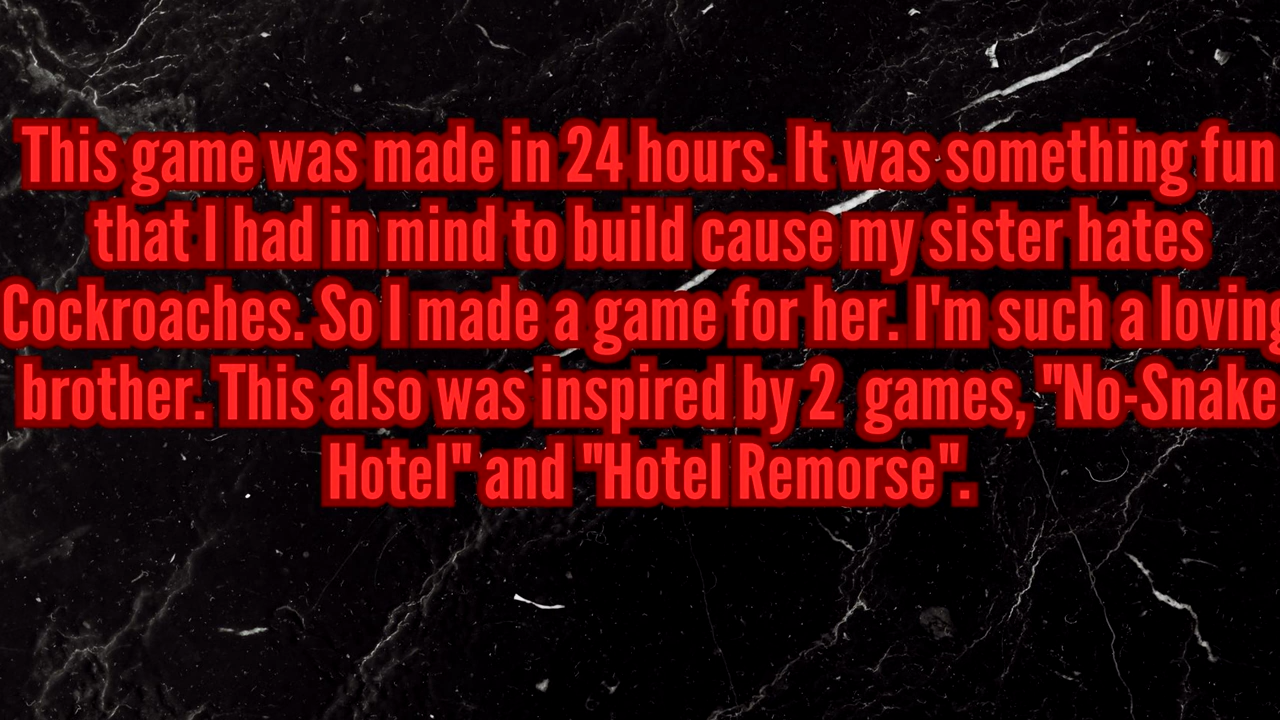 This game was made in 24 hours. It was something fun
that I had in mind to build cause my sister hates
Cockroaches. So I made a game for her. I'm such a loving
brother. This also was inspired by 2  games, "No-Snake
Hotel" and "Hotel Remorse".